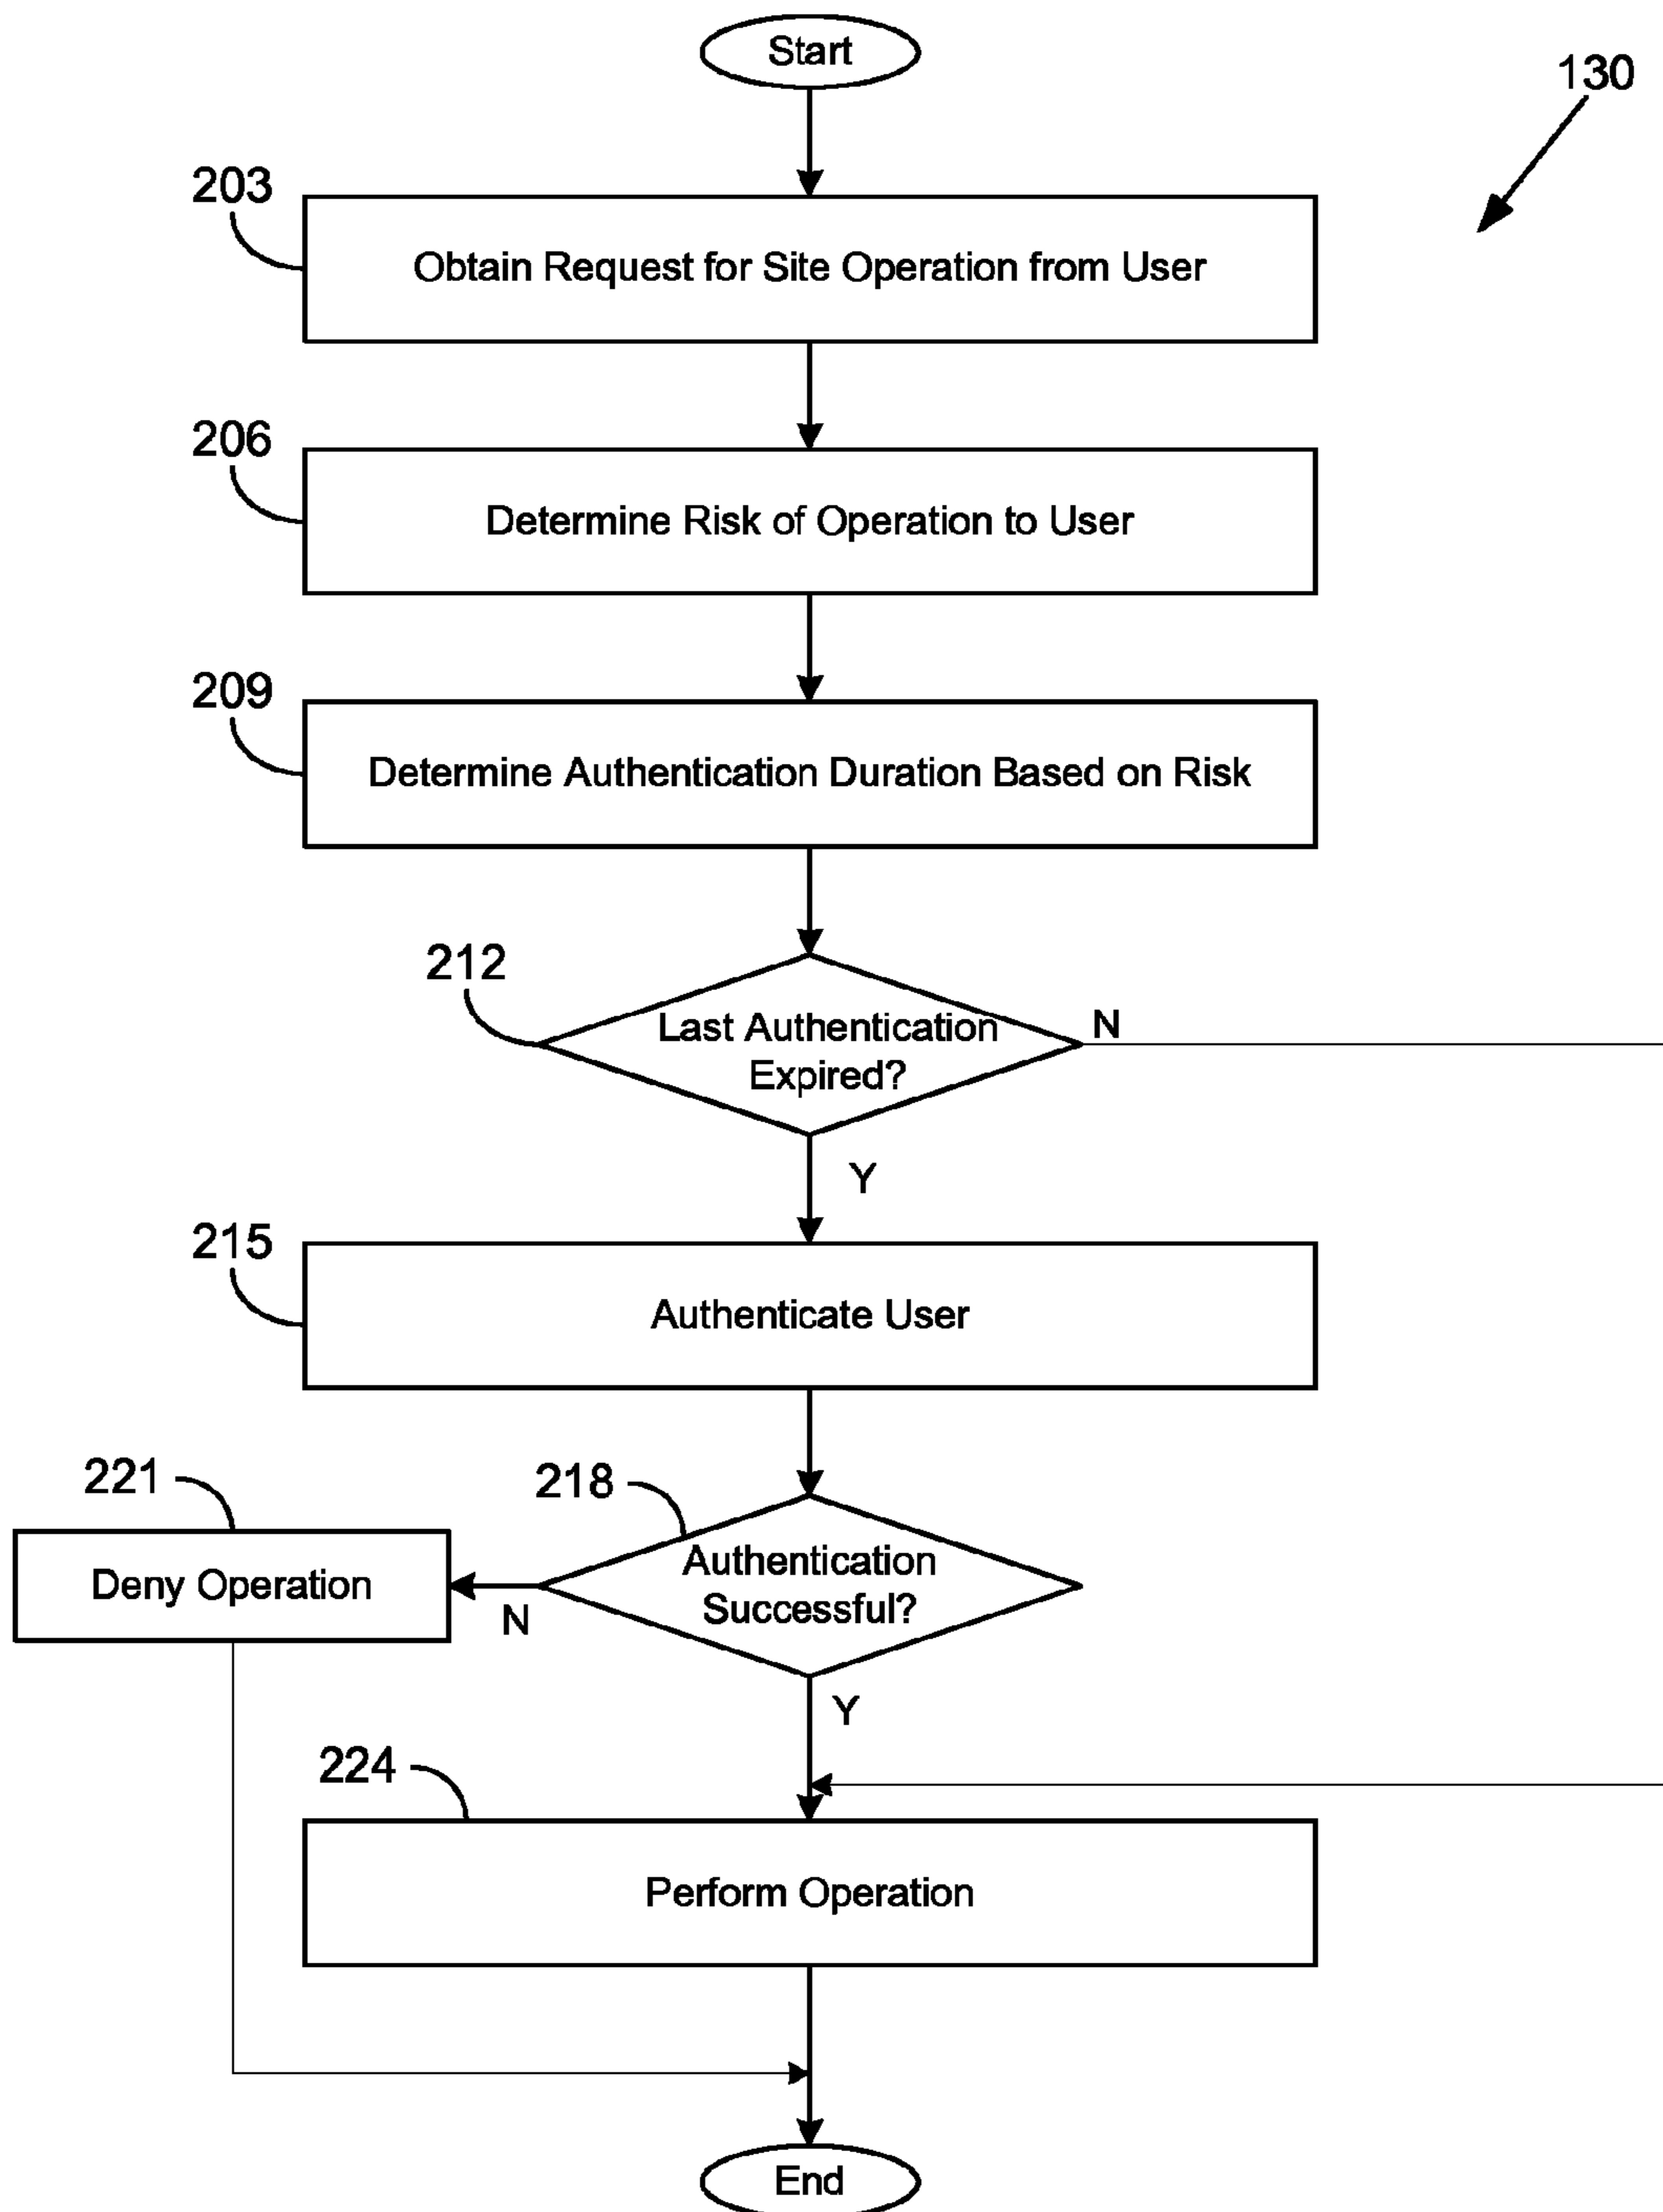 Start
130
203
Obtain Request for Site Operation from User
206
Determine Risk of Operation to User
209
Determine Authentication Duration Based on Risk
212
Last Authentication
Expired?
N
Y
215
Authenticate User
221
218
Deny Operation
Authentication
Successful?
N
Y
224
Perform Operation
End